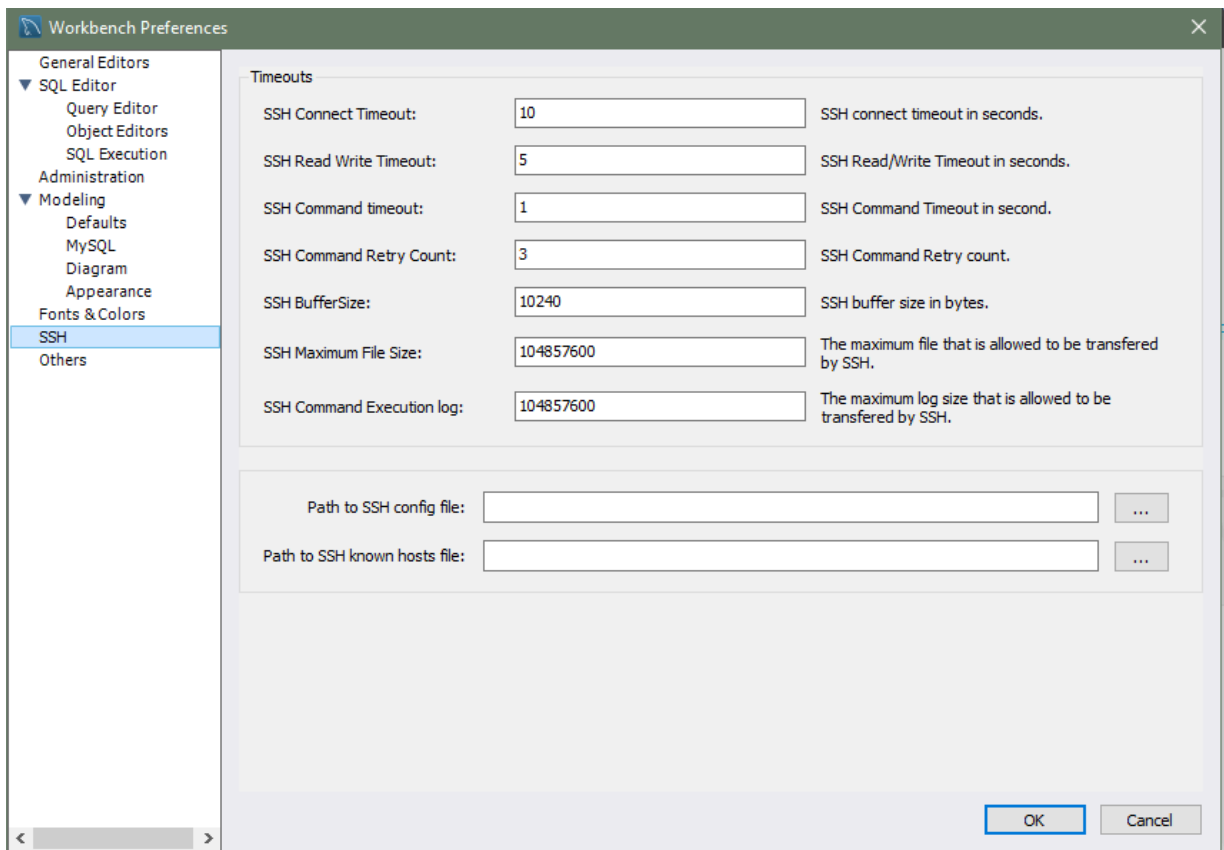 Workbench Preferences
General Editors
SQL Editor
Query Editor
Object Editors
SQL Execution
Administration
Modeling
Defaults
MySQL
Diagram
Appearance
Fonts & Colors
SSH
Others
Timeouts
SSH Connect Timeout: 10 SSH connect timeout in seconds.
SSH Read Write Timeout: 5 SSH Read/Write Timeout in seconds.
SSH Command timeout: 1 SSH Command Timeout in second.
SSH Command Retry Count: 3 SSH Command Retry count.
SSH BufferSize: 10240 SSH buffer size in bytes.
SSH Maximum File Size: 104857600 The maximum file that is allowed to be transfered
by SSH.
SSH Command Execution log: 104857600 The maximum log size that is allowed to be
transfered by SSH.
Path to SSH config file: ...
Path to SSH known hosts file: ...
OK Cancel